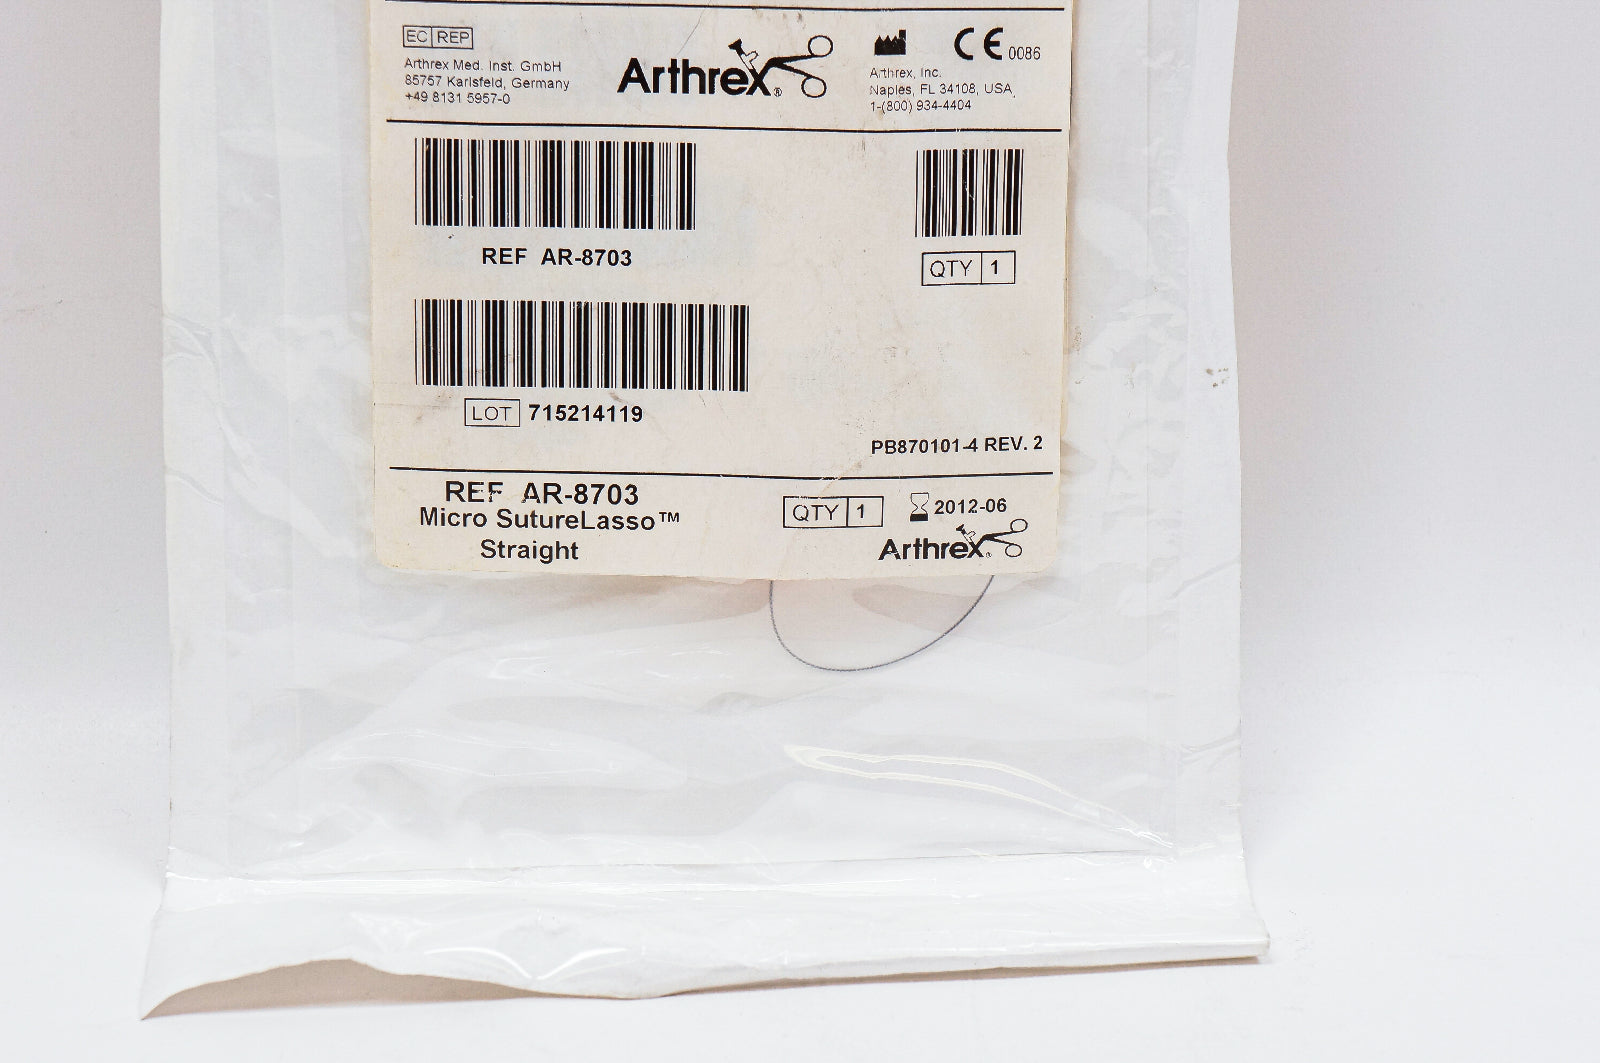 EC REP
Arthrex Med. Inst. GmbH
85757 Karlsfeld, Germany
+49 8131 5957-0
Arthrex®
CE 0086
Arthrex, Inc.
Naples, FL 34108, USA
1-(800) 934-4404
REF AR-8703
QTY 1
LOT 715214119
PB870101-4 REV. 2
REF AR-8703
Micro SutureLasso™
Straight
QTY 1
2012-06
Arthrex®